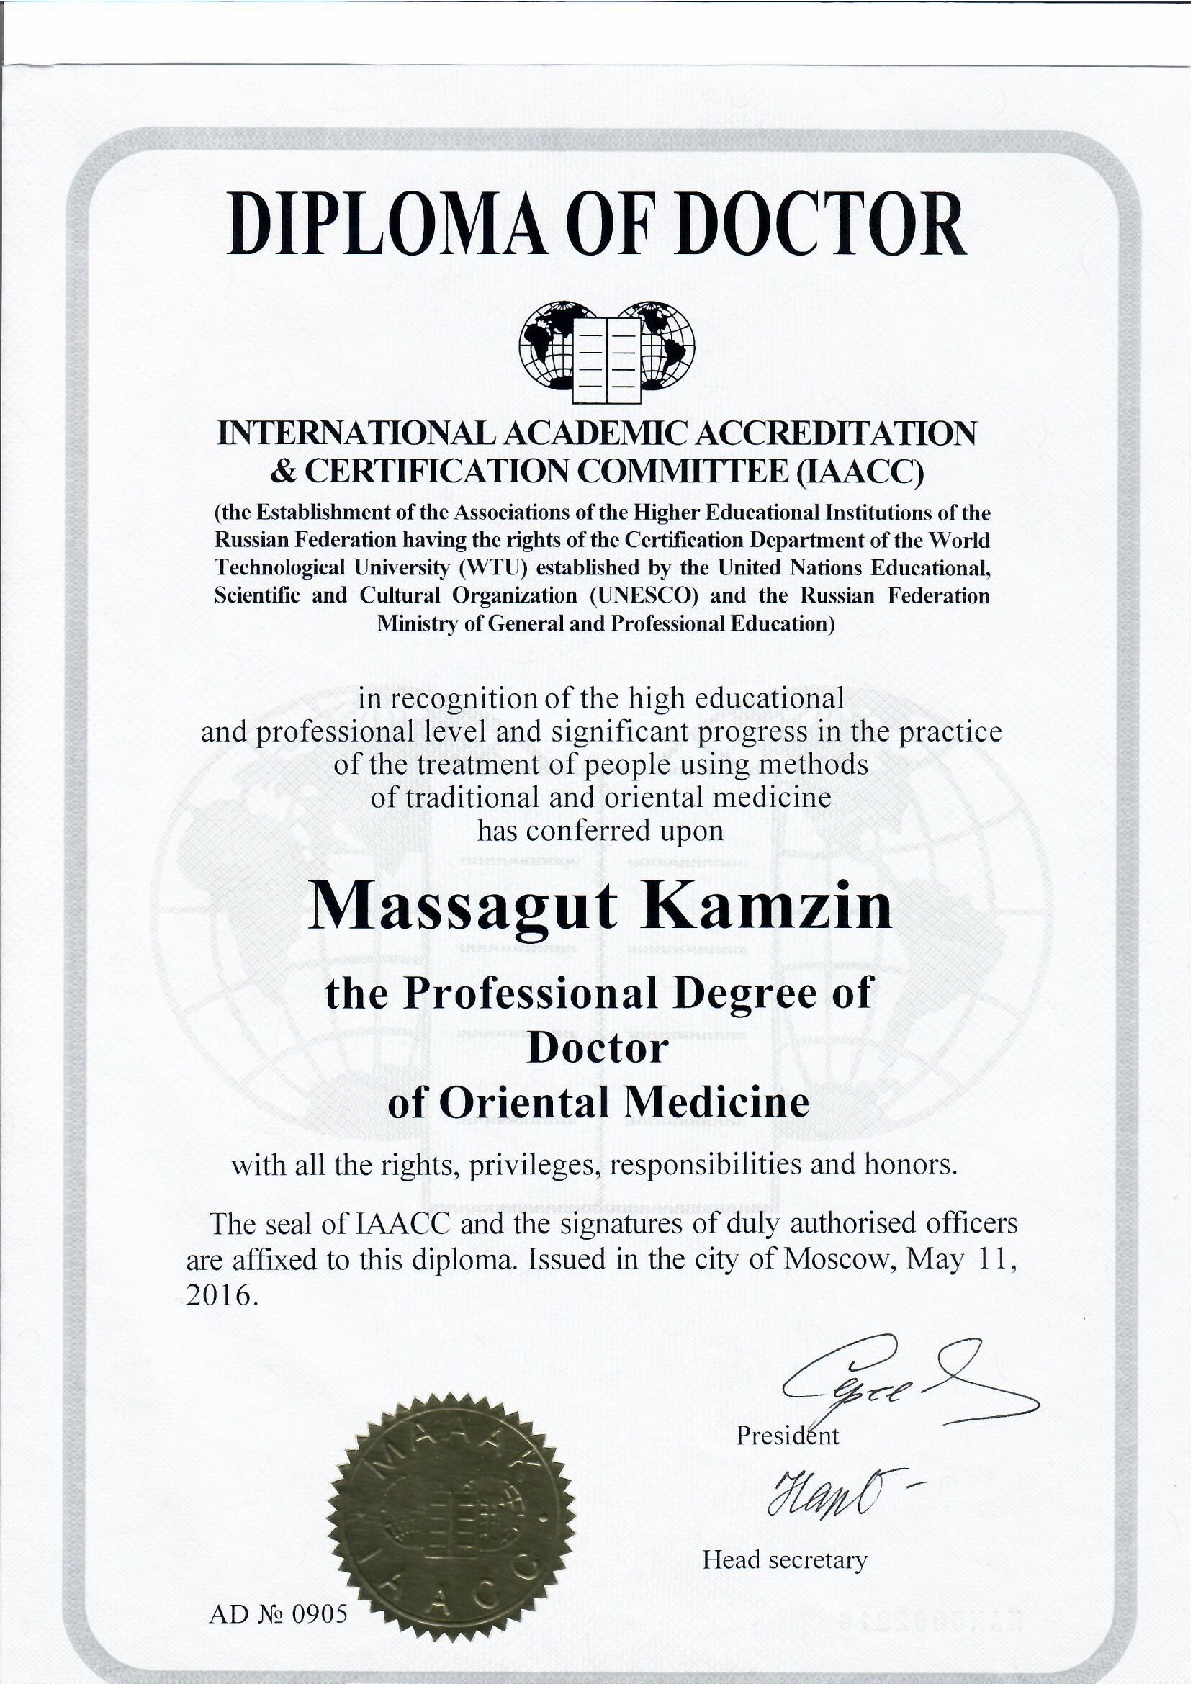 DIPLOMA OF DOCTOR
INTERNATIONAL ACADEMIC ACCREDITATION
& CERTIFICATION COMMITTEE (IAACC)
(the Establishment of the Associations of the Higher Educational Institutions of the
Russian Federation having the rights of the Certification Department of the World
Technological University (WTU) established by the United Nations Educational,
Scientific and Cultural Organization (UNESCO) and the Russian Federation
Ministry of General and Professional Education)
in recognition of the high educational
and professional level and significant progress in the practice
of the treatment of people using methods
of traditional and oriental medicine
has conferred upon
Massagut Kamzin
the Professional Degree of
Doctor
of Oriental Medicine
with all the rights, privileges, responsibilities and honors.
The seal of IAACC and the signatures of duly authorised officers
are affixed to this diploma. Issued in the city of Moscow, May 11,
2016.
President
Head secretary
МАААК
IAACC
AD № 0905